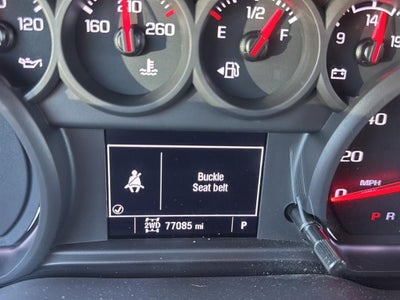 120
160 210 260
E 1/2 F
9 14 19
Buckle
Seat belt
2WD 77085 mi P
40
20
0 MPH
P R